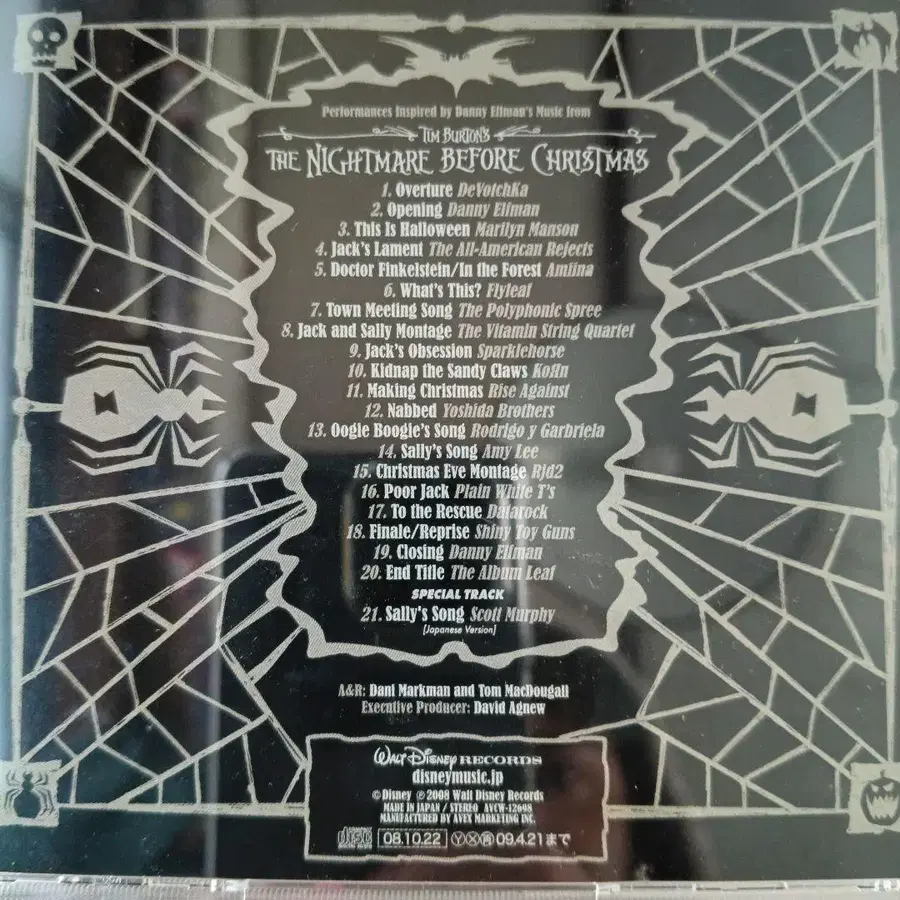 Performances Inspired by Danny Elfman's Music from
TIM BURTON'S
THE NIGHTMARE BEFORE CHRISTMAS
1. Overture DeVotchKa
2. Opening Danny Elfman
3. This Is Halloween Marilyn Manson
4. Jack's Lament The All-American Rejects
5. Doctor Finkelstein/In the Forest Amiina
6. What's This? Flyleaf
7. Town Meeting Song The Polyphonic Spree
8. Jack and Sally Montage The Vitamin String Quartet
9. Jack's Obsession Sparklehorse
10. Kidnap the Sandy Claws KoЯn
11. Making Christmas Rise Against
12. Nabbed Yoshida Brothers
13. Oogie Boogie's Song Rodrigo y Garbriela
14. Sally's Song Amy Lee
15. Christmas Eve Montage Rjd2
16. Poor Jack Plain White T's
17. To the Rescue Datarock
18. Finale/Reprise Shiny Toy Guns
19. Closing Danny Elfman
20. End Title The Album Leaf
SPECIAL TRACK
21. Sally's Song Scott Murphy
[Japanese Version]
A&R: Dani Markman and Tom MacDougall
Executive Producer: David Agnew
WALT DISNEY RECORDS
disneymusic.jp
©Disney ℗2008 Walt Disney Records
MADE IN JAPAN / STEREO AVCW-12698
MANUFACTURED BY AVEX MARKETING INC.
disc 08.10.22 ⓎⓍ㊢09.4.21まで